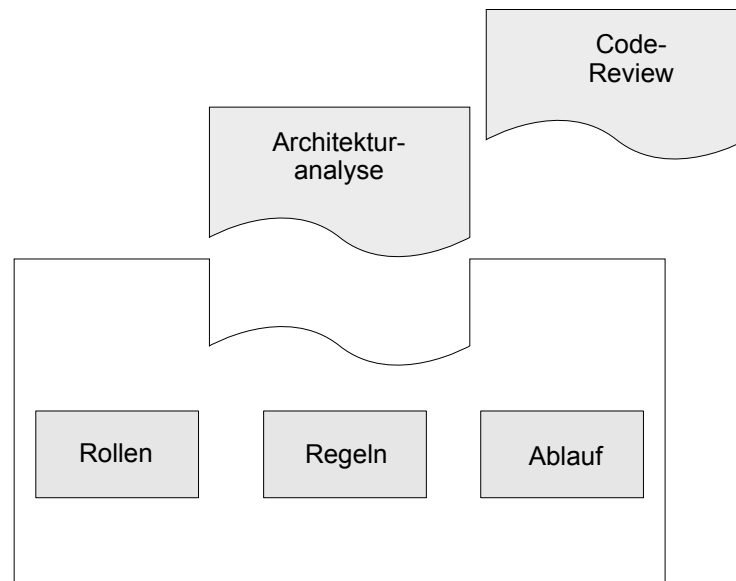 Code-
Review
Architektur-
analyse
Rollen
Regeln
Ablauf